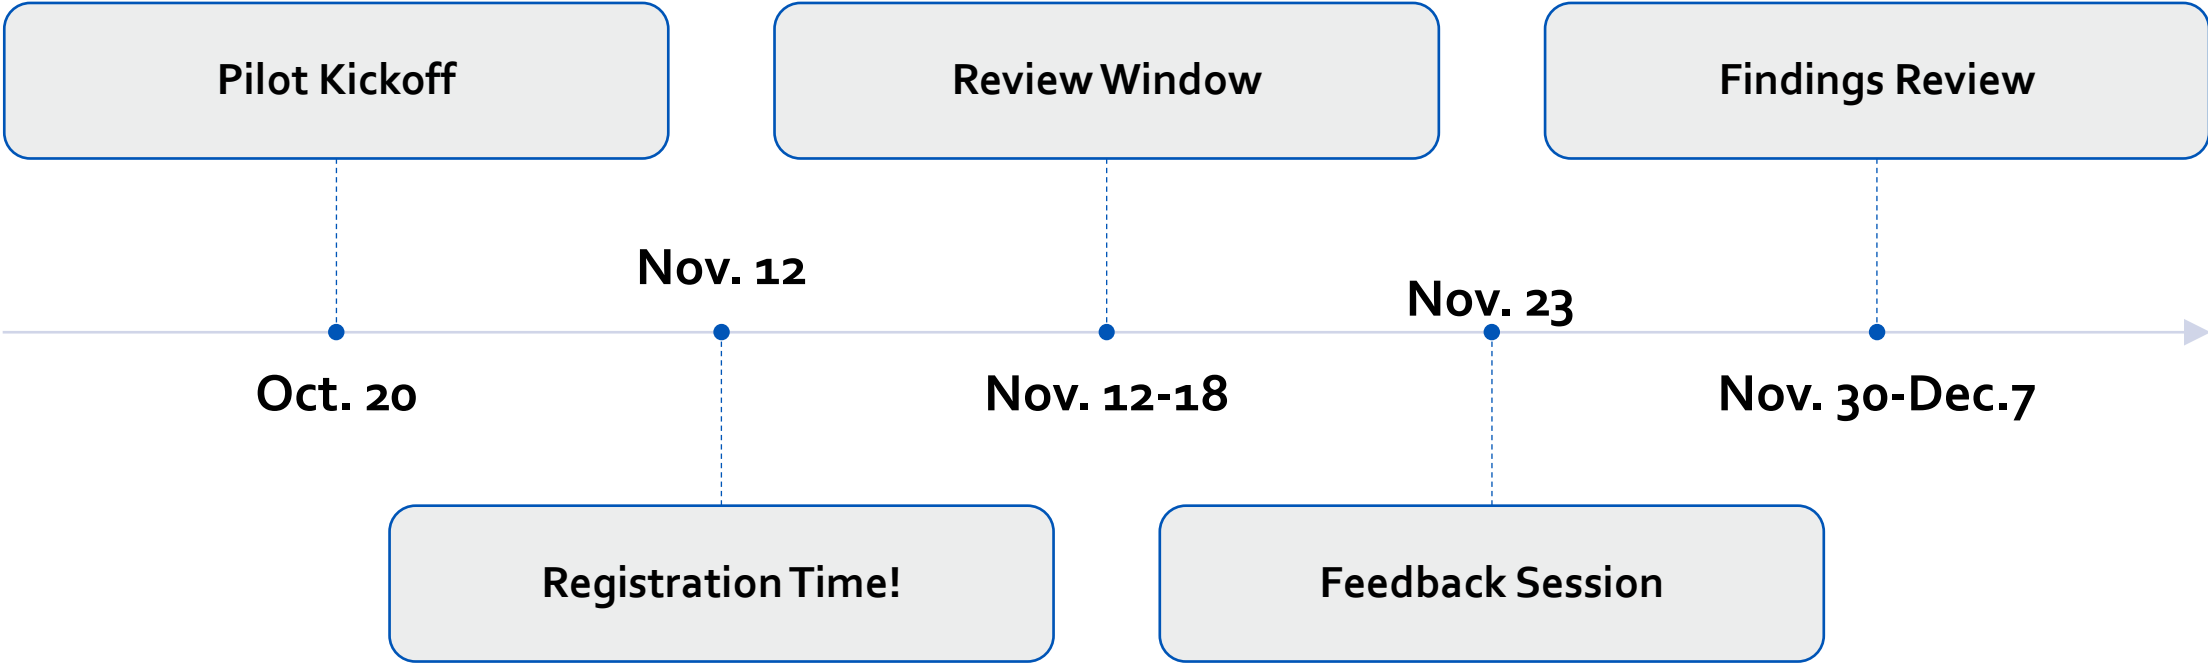 Pilot Kickoff
Review Window
Findings Review
Nov. 12
Nov. 23
Oct. 20
Nov. 12-18
Nov. 30-Dec.7
Registration Time!
Feedback Session